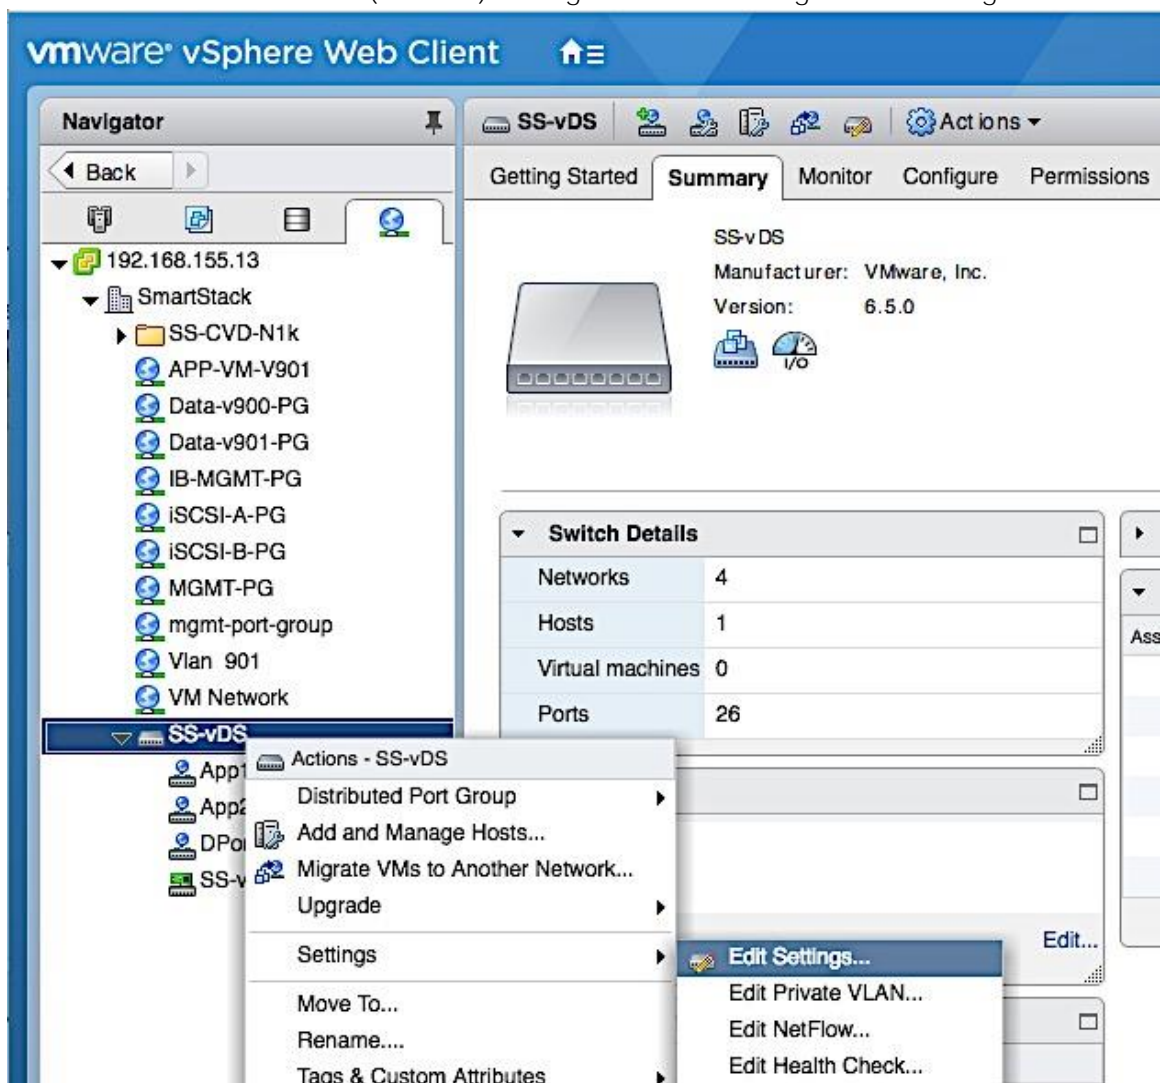 vmware vSphere Web Client
Navigator
Back
192.168.155.13
SmartStack
SS-CVD-N1k
APP-VM-V901
Data-v900-PG
Data-v901-PG
IB-MGMT-PG
iSCSI-A-PG
iSCSI-B-PG
MGMT-PG
mgmt-port-group
Vlan 901
VM Network
SS-vDS
App1
App2
DPo
SS-v
SS-vDS
Actions
Getting Started Summary Monitor Configure Permissions
SS-vDS
Manufacturer: VMware, Inc.
Version: 6.5.0
I/O
Switch Details
Networks 4
Hosts 1
Virtual machines 0
Ports 26
Ass
Edit...
Actions - SS-vDS
Distributed Port Group
Add and Manage Hosts...
Migrate VMs to Another Network...
Upgrade
Settings
Move To...
Rename....
Tags & Custom Attributes
Edit Settings...
Edit Private VLAN...
Edit NetFlow...
Edit Health Check...